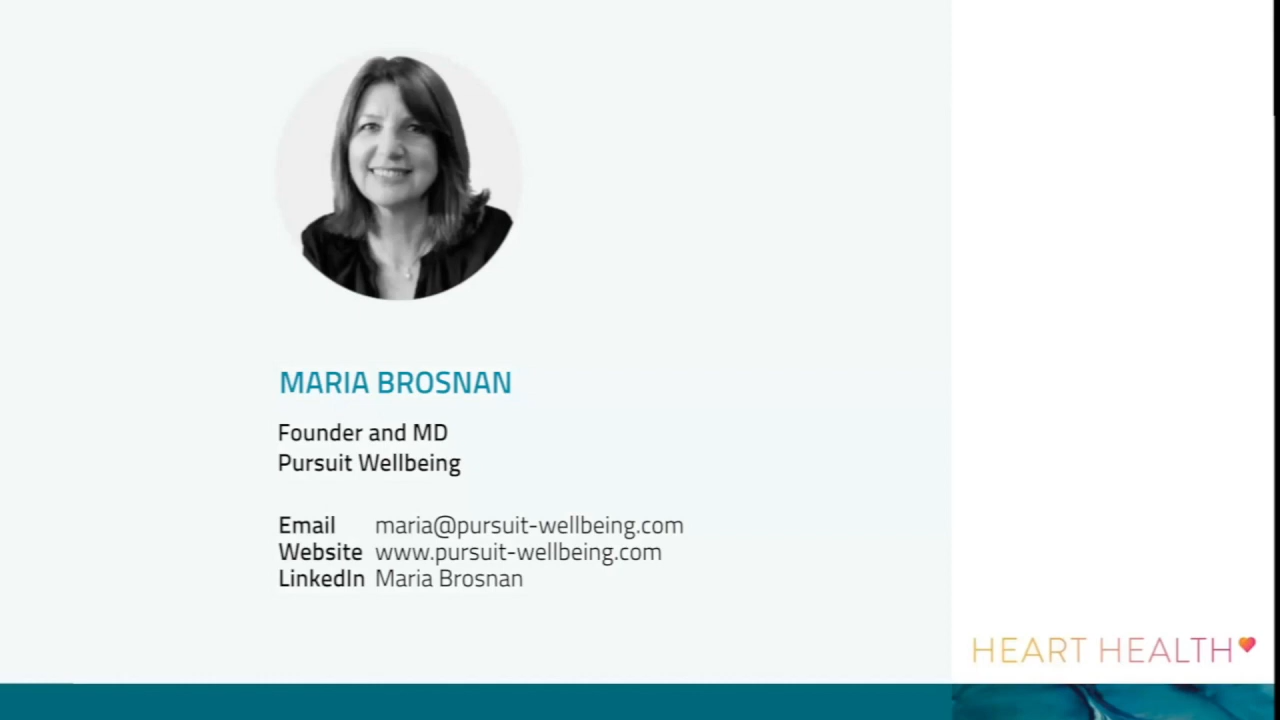 MARIA BROSNAN
Founder and MD
Pursuit Wellbeing
Email maria@pursuit-wellbeing.com
Website www.pursuit-wellbeing.com
LinkedIn Maria Brosnan
HEART HEALTH